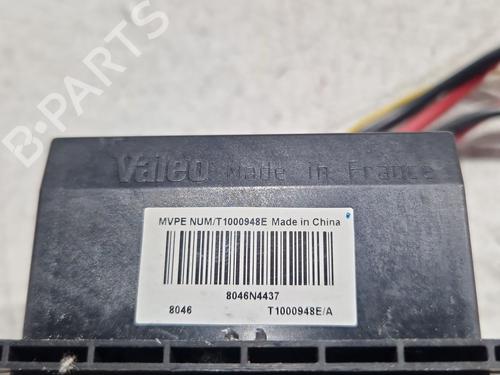 B-PARTS
Valeo Made in France
MVPE NUM/T1000948E Made in China
8046N4437
8046 T1000948E/A